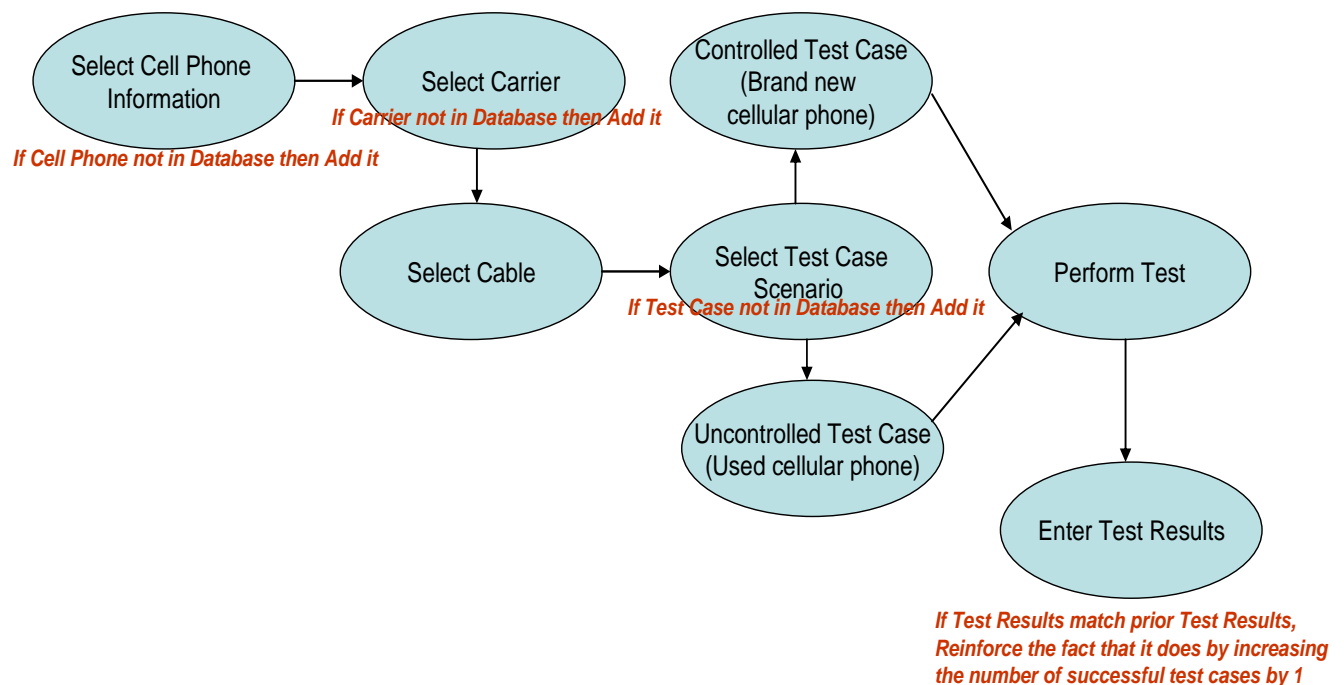 Select Cell Phone
Information
If Cell Phone not in Database then Add it
Select Carrier
If Carrier not in Database then Add it
Select Cable
Select Test Case
Scenario
If Test Case not in Database then Add it
Controlled Test Case
(Brand new
cellular phone)
Uncontrolled Test Case
(Used cellular phone)
Perform Test
Enter Test Results
If Test Results match prior Test Results,
Reinforce the fact that it does by increasing
the number of successful test cases by 1